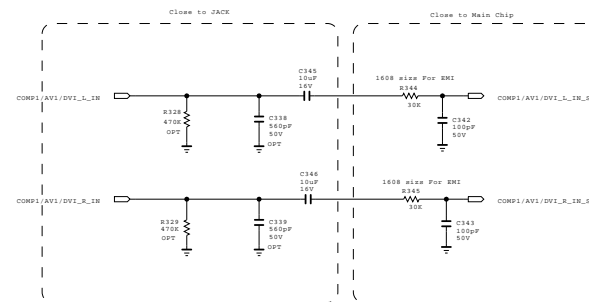 Close to JACK
Close to Main Chip
C345
10uF
16V
1608 sizs For EMI
R344
30K
COMP1/AV1/DVI_L_IN
COMP1/AV1/DVI_L_IN_S
R328
470K
OPT
C338
560pF
50V
OPT
C342
100pF
50V
C346
10uF
16V
1608 sizs For EMI
R345
30K
COMP1/AV1/DVI_R_IN
COMP1/AV1/DVI_R_IN_S
R329
470K
OPT
C339
560pF
50V
OPT
C343
100pF
50V